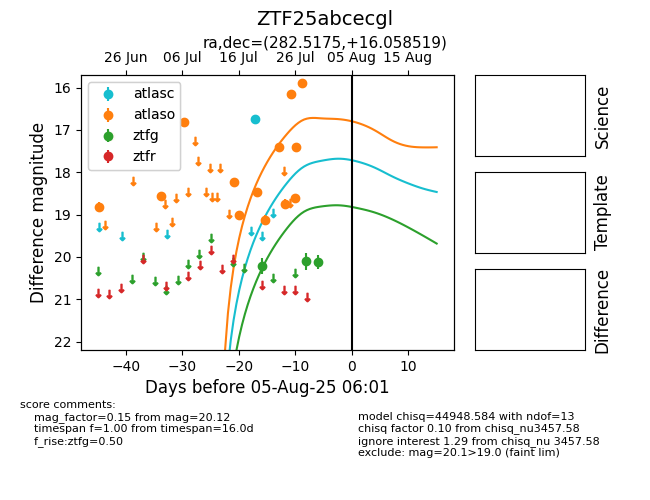 ZTF25abcecgl
ra,dec=(282.5175,+16.058519)
26 Jun 06 Jul 16 Jul 26 Jul 05 Aug 15 Aug
atlasc
atlaso
ztfg
ztfr
16
17
18
19
20
21
22
Difference magnitude
−40 −30 −20 −10 0 10
Days before 05-Aug-25 06:01
Science
Template
Difference
score comments:
mag_factor=0.15 from mag=20.12
timespan f=1.00 from timespan=16.0d
f_rise:ztfg=0.50
model chisq=44948.584 with ndof=13
chisq factor 0.10 from chisq_nu3457.58
ignore interest 1.29 from chisq_nu 3457.58
exclude: mag=20.1>19.0 (faint lim)